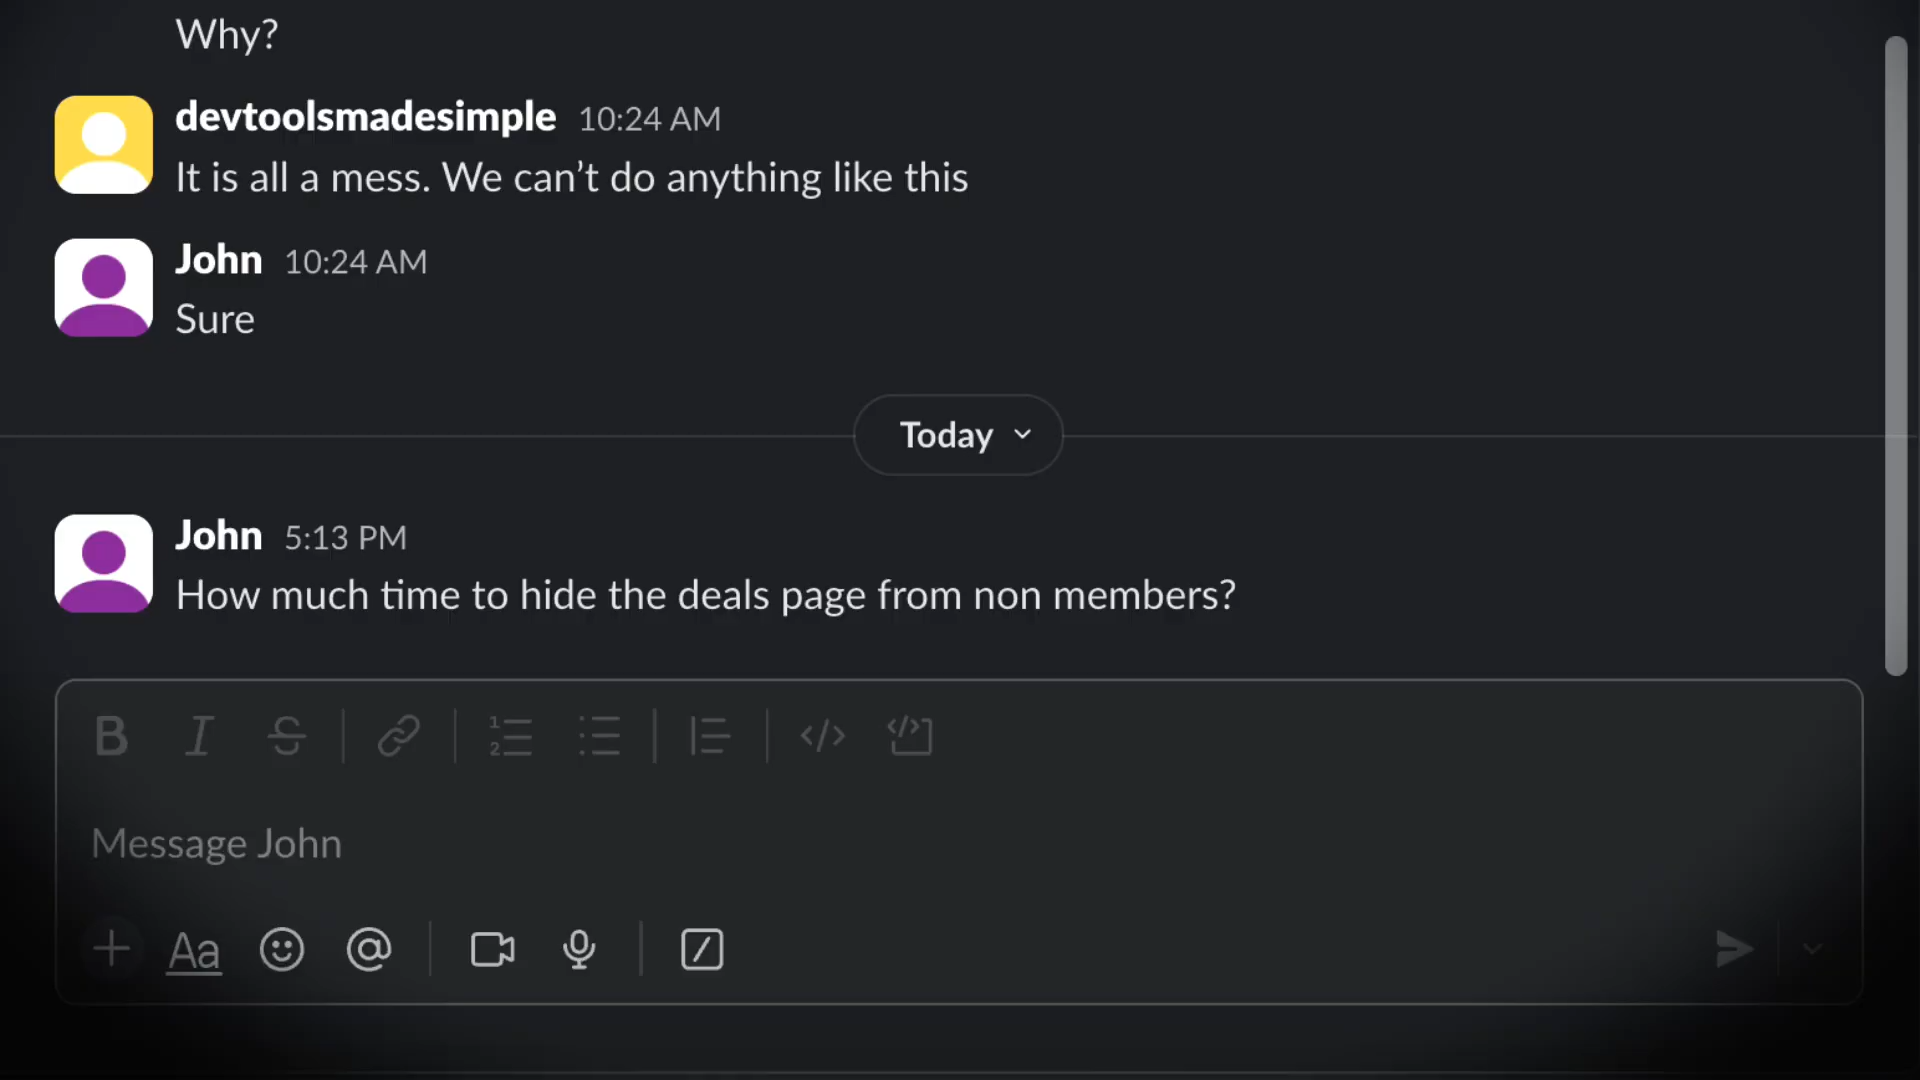 Why?
devtoolsmadesimple 10:24 AM
It is all a mess. We can’t do anything like this
John 10:24 AM
Sure
Today
John 5:13 PM
How much time to hide the deals page from non members?
B I S
Message John
Aa